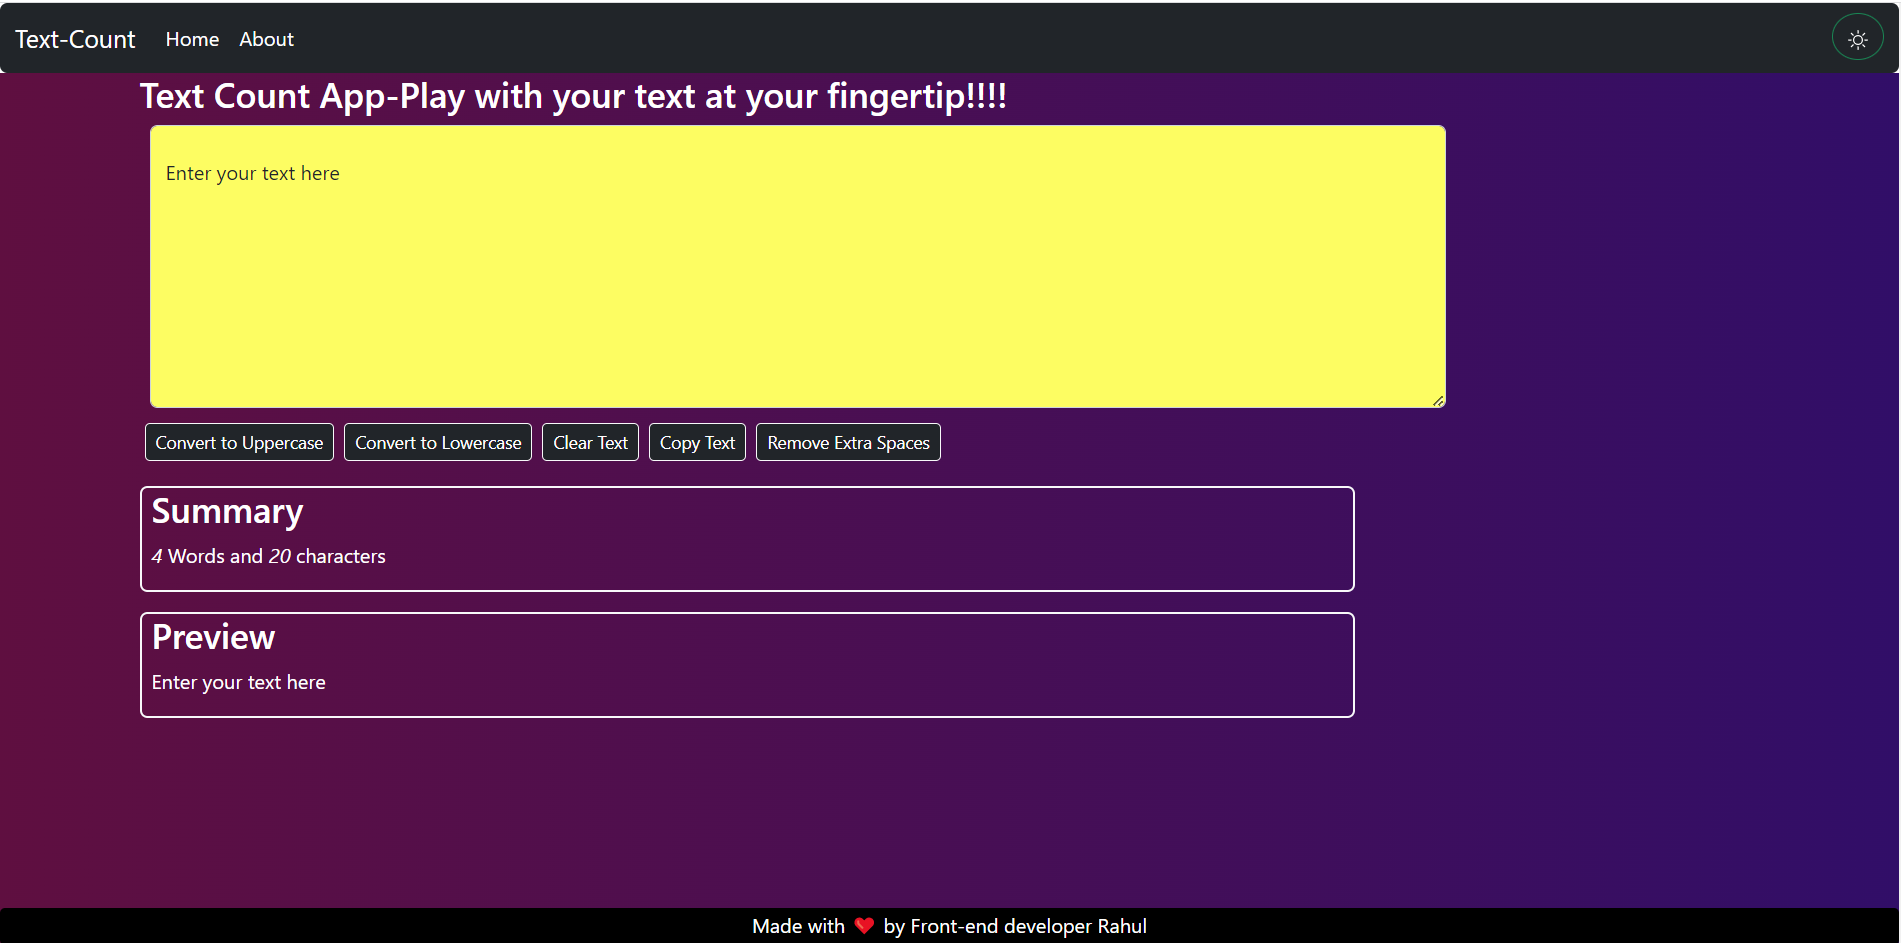 Text-Count Home About
Text Count App-Play with your text at your fingertip!!!!
Enter your text here
Convert to Uppercase Convert to Lowercase Clear Text Copy Text Remove Extra Spaces
Summary
4 Words and 20 characters
Preview
Enter your text here
Made with ❤️ by Front-end developer Rahul